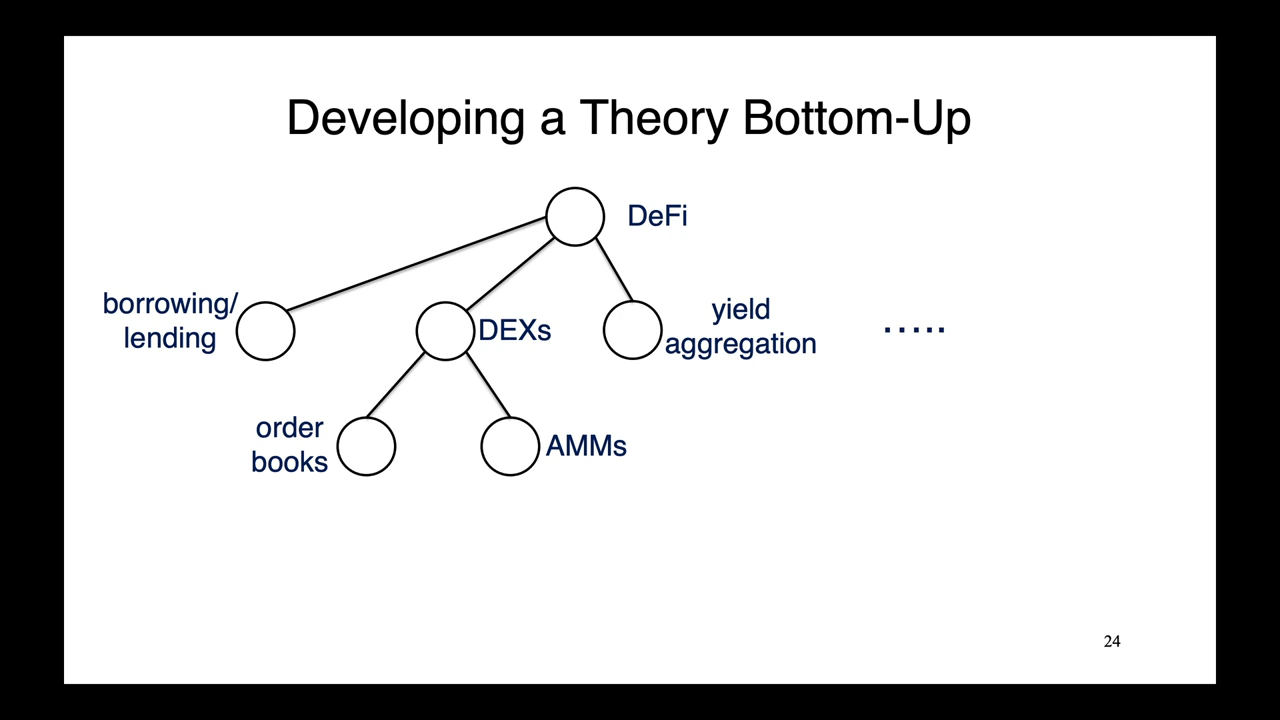 Developing a Theory Bottom-Up
DeFi
borrowing/
lending
DEXs
yield
aggregation
.....
order
books
AMMs
24